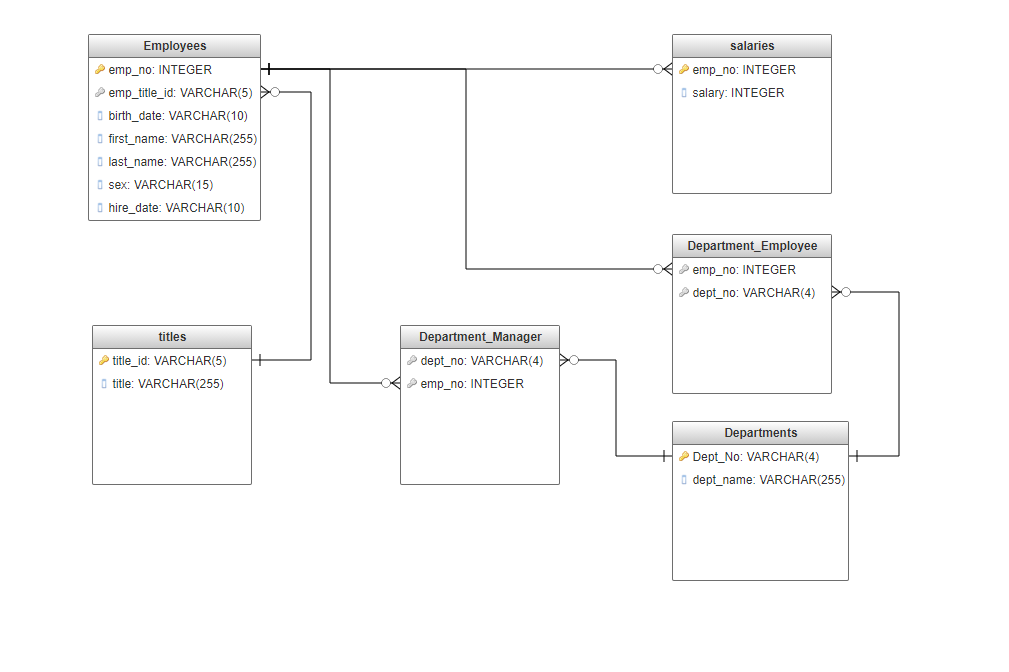 Employees
emp_no: INTEGER
emp_title_id: VARCHAR(5)
birth_date: VARCHAR(10)
first_name: VARCHAR(255)
last_name: VARCHAR(255)
sex: VARCHAR(15)
hire_date: VARCHAR(10)
salaries
emp_no: INTEGER
salary: INTEGER
Department_Employee
emp_no: INTEGER
dept_no: VARCHAR(4)
titles
title_id: VARCHAR(5)
title: VARCHAR(255)
Department_Manager
dept_no: VARCHAR(4)
emp_no: INTEGER
Departments
Dept_No: VARCHAR(4)
dept_name: VARCHAR(255)